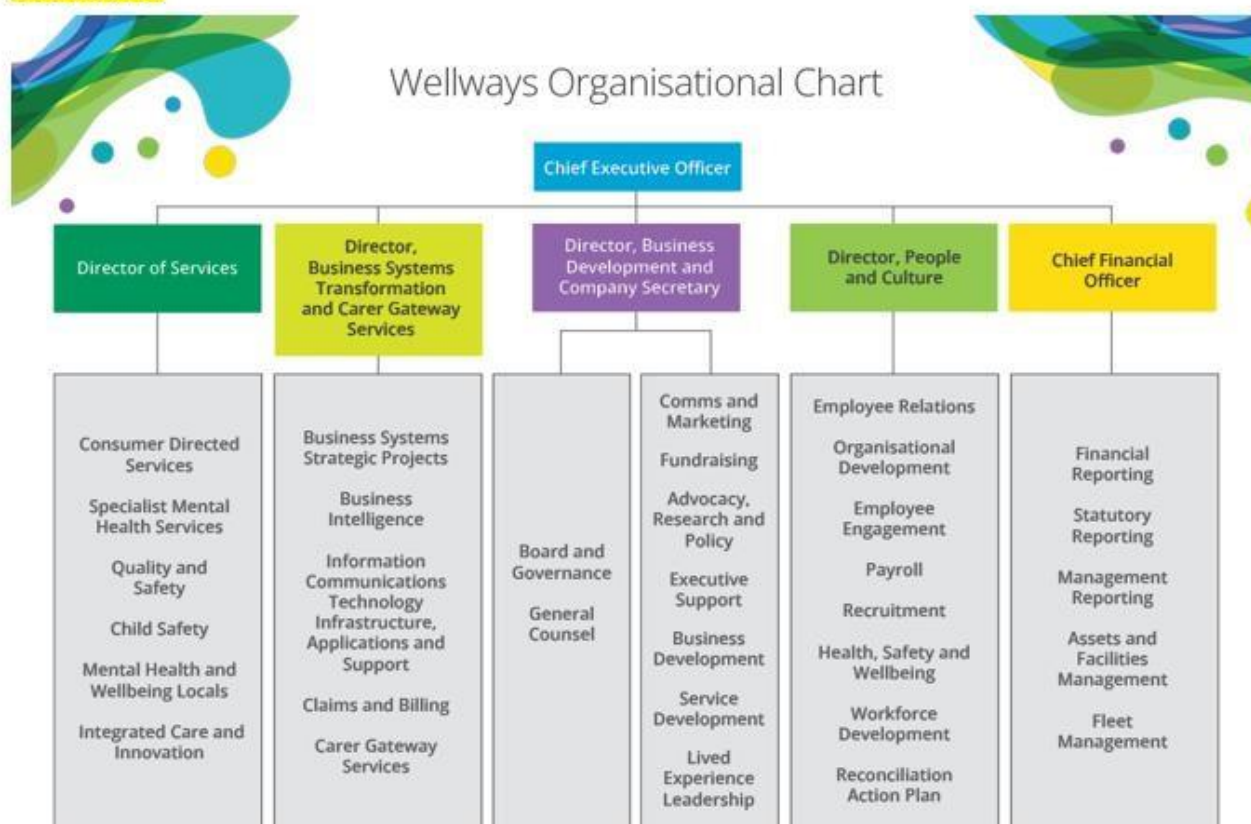 Wellways Organisational Chart
Chief Executive Officer
Director of Services
Director,
Business Systems
Transformation
and Carer Gateway
Services
Director, Business
Development and
Company Secretary
Director, People
and Culture
Chief Financial
Officer
Consumer Directed
Services
Specialist Mental
Health Services
Quality and
Safety
Child Safety
Mental Health and
Wellbeing Locals
Integrated Care and
Innovation
Business Systems
Strategic Projects
Business
Intelligence
Information
Communications
Technology
Infrastructure,
Applications and
Support
Claims and Billing
Carer Gateway
Services
Board and
Governance
General
Counsel
Comms and
Marketing
Fundraising
Advocacy,
Research and
Policy
Executive
Support
Business
Development
Service
Development
Lived
Experience
Leadership
Employee Relations
Organisational
Development
Employee
Engagement
Payroll
Recruitment
Health, Safety and
Wellbeing
Workforce
Development
Reconciliation
Action Plan
Financial
Reporting
Statutory
Reporting
Management
Reporting
Assets and
Facilities
Management
Fleet
Management